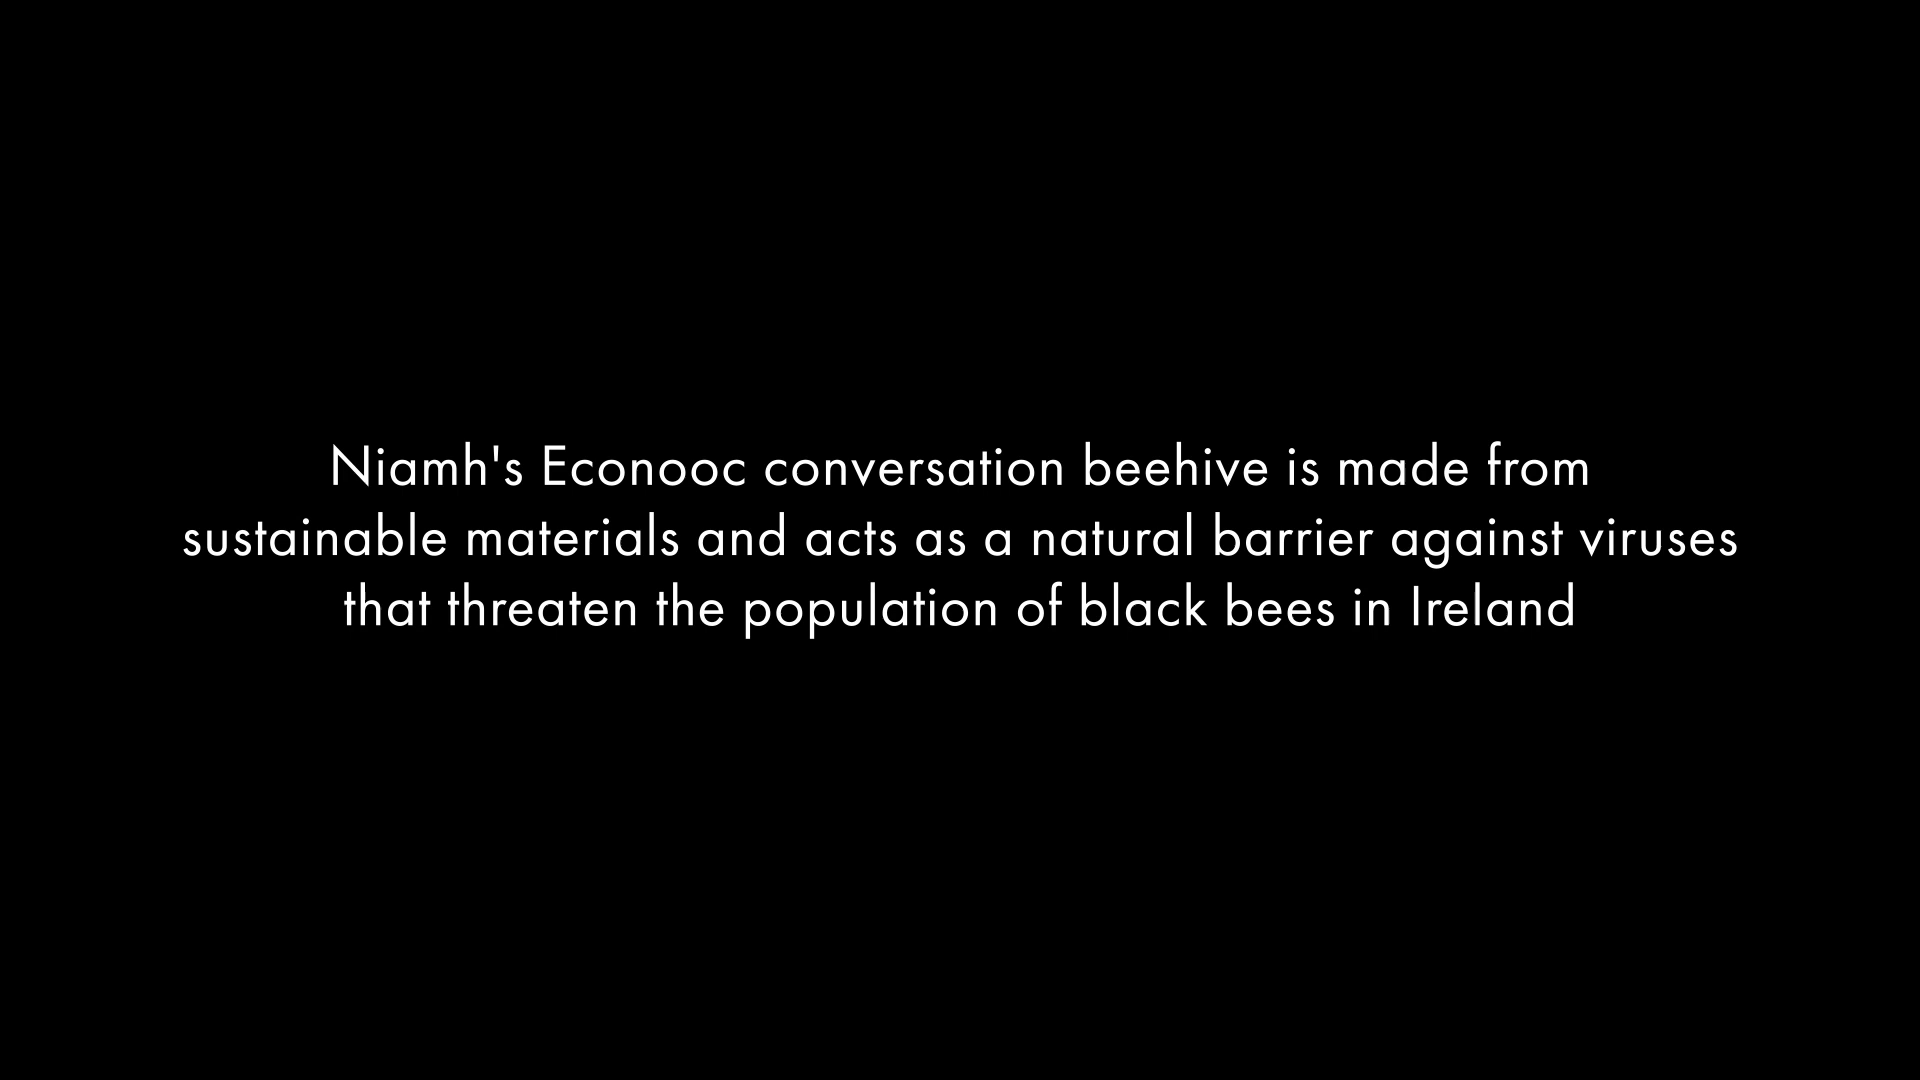 Niamh's Econooc conversation beehive is made from
sustainable materials and acts as a natural barrier against viruses
that threaten the population of black bees in Ireland